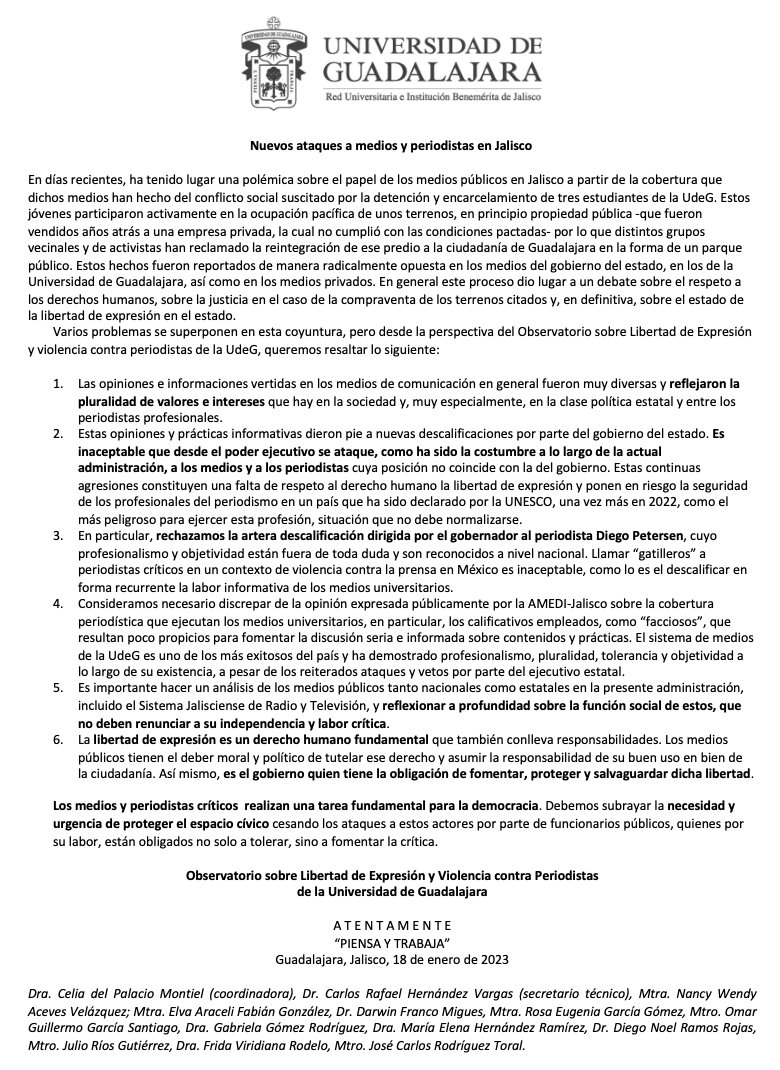 UNIVERSIDAD DE
GUADALAJARA
Red Universitaria e Institución Benemérita de Jalisco
Nuevos ataques a medios y periodistas en Jalisco
En días recientes, ha tenido lugar una polémica sobre el papel de los medios públicos en Jalisco a partir de la cobertura que
dichos medios han hecho del conflicto social suscitado por la detención y encarcelamiento de tres estudiantes de la UdeG. Estos
jóvenes participaron activamente en la ocupación pacífica de unos terrenos, en principio propiedad pública -que fueron
vendidos años atrás a una empresa privada, la cual no cumplió con las condiciones pactadas- por lo que distintos grupos
vecinales y de activistas han reclamado la reintegración de ese predio a la ciudadanía de Guadalajara en la forma de un parque
público. Estos hechos fueron reportados de manera radicalmente opuesta en los medios del gobierno del estado, en los de la
Universidad de Guadalajara, así como en los medios privados. En general este proceso dio lugar a un debate sobre el respeto a
los derechos humanos, sobre la justicia en el caso de la compraventa de los terrenos citados y, en definitiva, sobre el estado de
la libertad de expresión en el estado.
Varios problemas se superponen en esta coyuntura, pero desde la perspectiva del Observatorio sobre Libertad de Expresión
y violencia contra periodistas de la UdeG, queremos resaltar lo siguiente:
1. Las opiniones e informaciones vertidas en los medios de comunicación en general fueron muy diversas y reflejaron la
pluralidad de valores e intereses que hay en la sociedad y, muy especialmente, en la clase política estatal y entre los
periodistas profesionales.
2. Estas opiniones y prácticas informativas dieron pie a nuevas descalificaciones por parte del gobierno del estado. Es
inaceptable que desde el poder ejecutivo se ataque, como ha sido la costumbre a lo largo de la actual
administración, a los medios y a los periodistas cuya posición no coincide con la del gobierno. Estas continuas
agresiones constituyen una falta de respeto al derecho humano la libertad de expresión y ponen en riesgo la seguridad
de los profesionales del periodismo en un país que ha sido declarado por la UNESCO, una vez más en 2022, como el
más peligroso para ejercer esta profesión, situación que no debe normalizarse.
3. En particular, rechazamos la artera descalificación dirigida por el gobernador al periodista Diego Petersen, cuyo
profesionalismo y objetividad están fuera de toda duda y son reconocidos a nivel nacional. Llamar “gatilleros” a
periodistas críticos en un contexto de violencia contra la prensa en México es inaceptable, como lo es el descalificar en
forma recurrente la labor informativa de los medios universitarios.
4. Consideramos necesario discrepar de la opinión expresada públicamente por la AMEDI-Jalisco sobre la cobertura
periodística que ejecutan los medios universitarios, en particular, los calificativos empleados, como “facciosos”, que
resultan poco propicios para fomentar la discusión seria e informada sobre contenidos y prácticas. El sistema de medios
de la UdeG es uno de los más exitosos del país y ha demostrado profesionalismo, pluralidad, tolerancia y objetividad a
lo largo de su existencia, a pesar de los reiterados ataques y vetos por parte del ejecutivo estatal.
5. Es importante hacer un análisis de los medios públicos tanto nacionales como estatales en la presente administración,
incluido el Sistema Jalisciense de Radio y Televisión, y reflexionar a profundidad sobre la función social de estos, que
no deben renunciar a su independencia y labor crítica.
6. La libertad de expresión es un derecho humano fundamental que también conlleva responsabilidades. Los medios
públicos tienen el deber moral y político de tutelar ese derecho y asumir la responsabilidad de su buen uso en bien de
la ciudadanía. Así mismo, es el gobierno quien tiene la obligación de fomentar, proteger y salvaguardar dicha libertad.
Los medios y periodistas críticos realizan una tarea fundamental para la democracia. Debemos subrayar la necesidad y
urgencia de proteger el espacio cívico cesando los ataques a estos actores por parte de funcionarios públicos, quienes por
su labor, están obligados no solo a tolerar, sino a fomentar la crítica.
Observatorio sobre Libertad de Expresión y Violencia contra Periodistas
de la Universidad de Guadalajara
A T E N T A M E N T E
“PIENSA Y TRABAJA”
Guadalajara, Jalisco, 18 de enero de 2023
Dra. Celia del Palacio Montiel (coordinadora), Dr. Carlos Rafael Hernández Vargas (secretario técnico), Mtra. Nancy Wendy
Aceves Velázquez; Mtra. Elva Araceli Fabián González, Dr. Darwin Franco Migues, Mtra. Rosa Eugenia García Gómez, Mtro. Omar
Guillermo García Santiago, Dra. Gabriela Gómez Rodríguez, Dra. María Elena Hernández Ramírez, Dr. Diego Noel Ramos Rojas,
Mtro. Julio Ríos Gutiérrez, Dra. Frida Viridiana Rodelo, Mtro. José Carlos Rodríguez Toral.